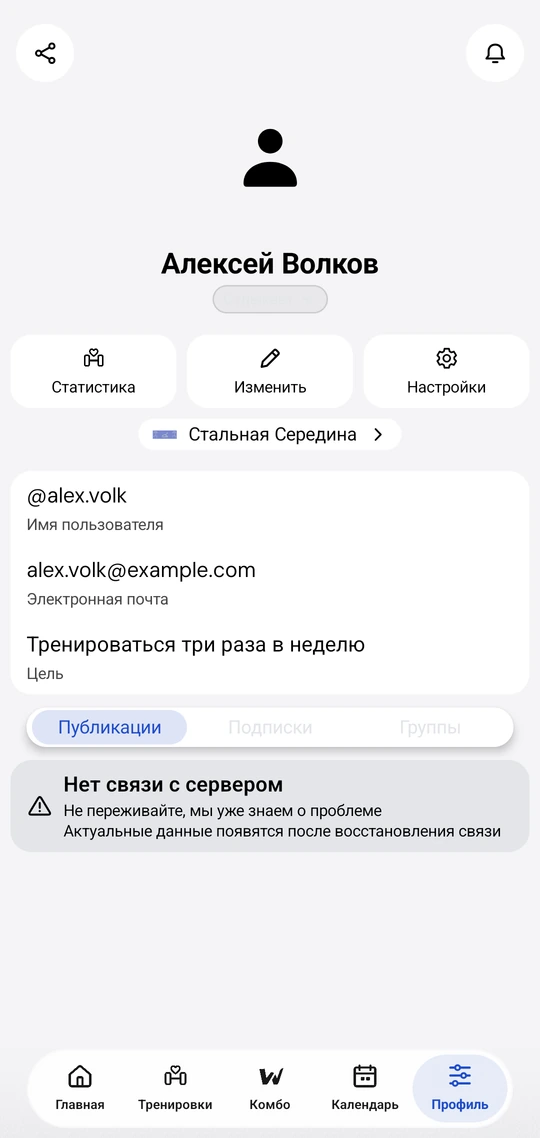 Алексей Волков
Статистика
Изменить
Настройки
Стальная Середина
@alex.volk
Имя пользователя
alex.volk@example.com
Электронная почта
Тренироваться три раза в неделю
Цель
Публикации
Подписки
Группы
Нет связи с сервером
Не переживайте, мы уже знаем о проблеме
Актуальные данные появятся после восстановления связи
Главная
Тренировки
Комбо
Календарь
Профиль